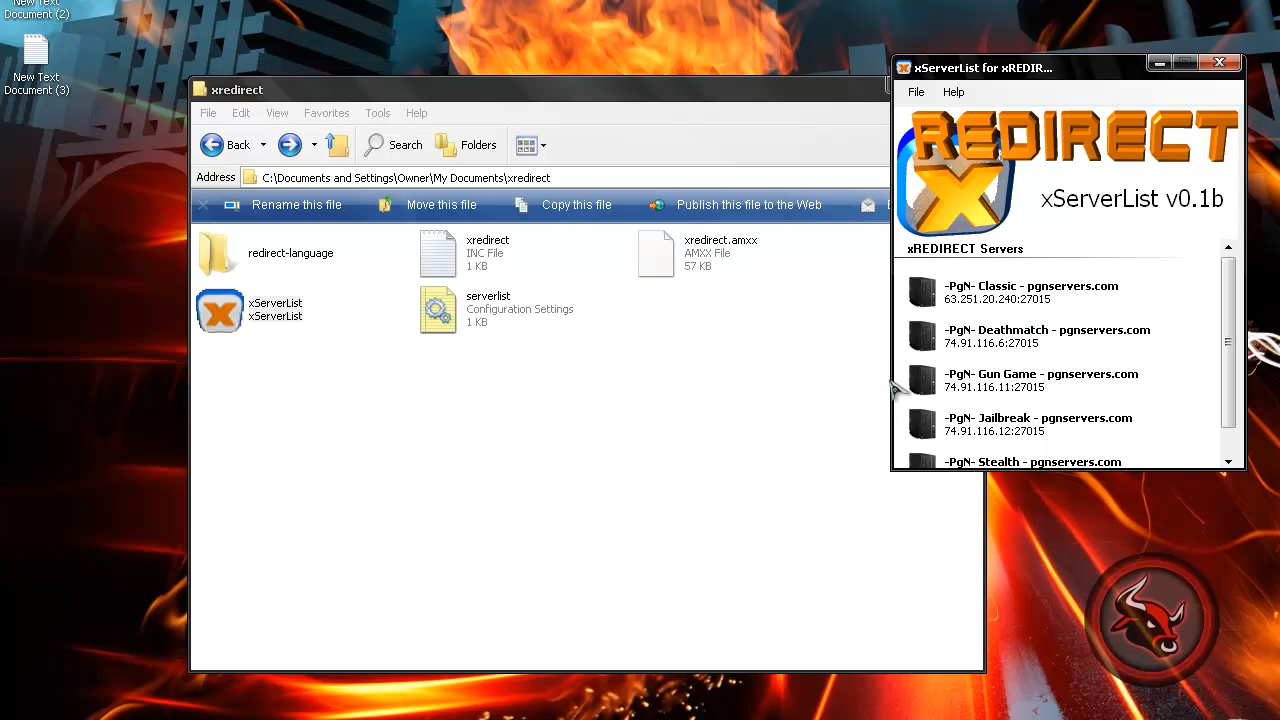 New Text
Document (2)
New Text
Document (3)
xredirect
File Edit View Favorites Tools Help
Back Search Folders
Address C:\Documents and Settings\Owner\My Documents\xredirect
Rename this file Move this file Copy this file Publish this file to the Web
redirect-language
xredirect
INC File
1 KB
xredirect.amxx
AMXX File
57 KB
xServerList
xServerList
serverlist
Configuration Settings
1 KB
xServerList for xREDIR...
File Help
REDIRECT
X
xServerList v0.1b
xREDIRECT Servers
-PgN- Classic - pgnservers.com
63.251.20.240:27015
-PgN- Deathmatch - pgnservers.com
74.91.116.6:27015
-PgN- Gun Game - pgnservers.com
74.91.116.11:27015
-PgN- Jailbreak - pgnservers.com
74.91.116.12:27015
-PgN- Stealth - pgnservers.com